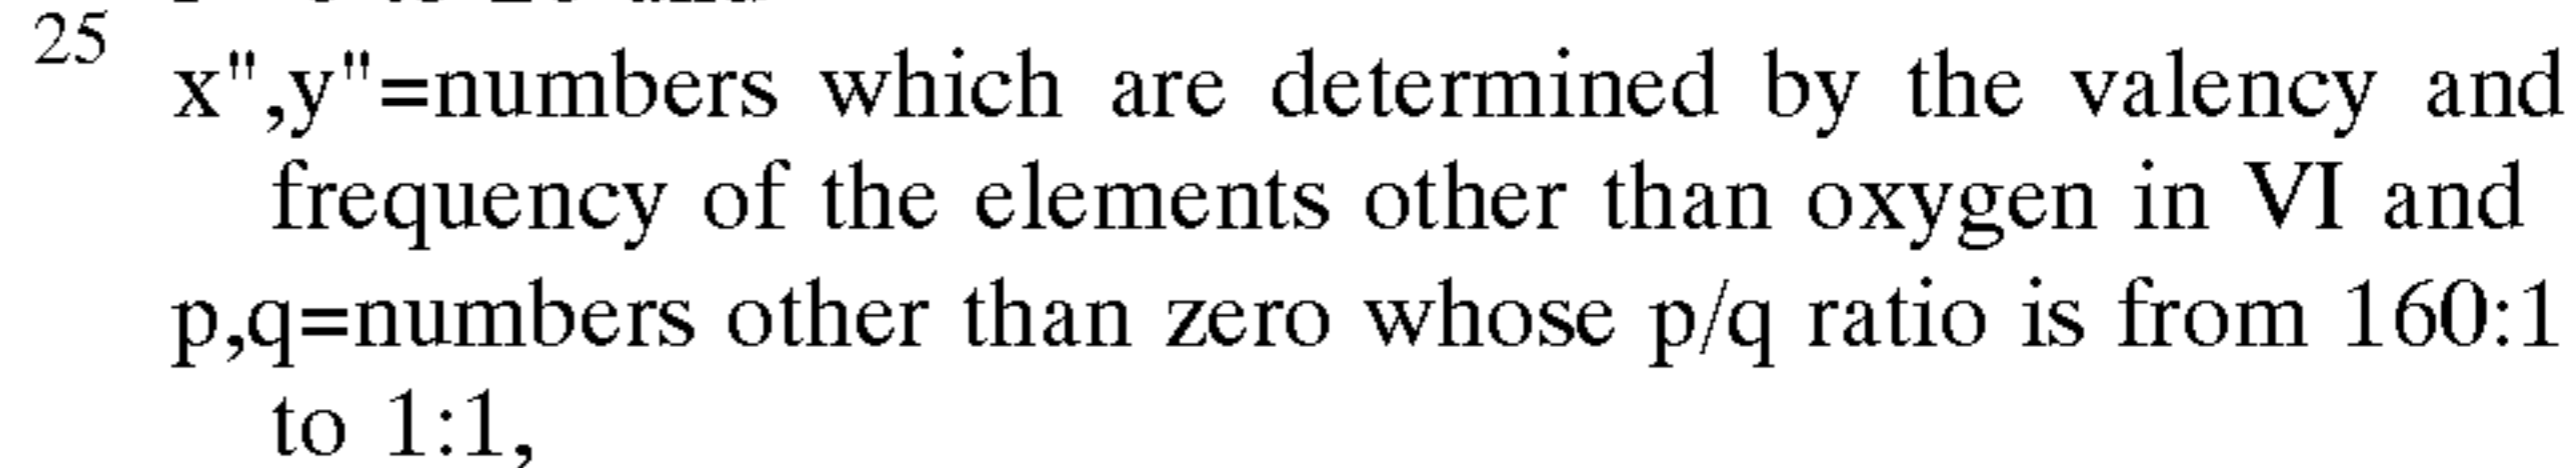 25
x",y"=numbers which are determined by the valency and
frequency of the elements other than oxygen in VI and
p,q=numbers other than zero whose p/q ratio is from 160:1
to 1:1,